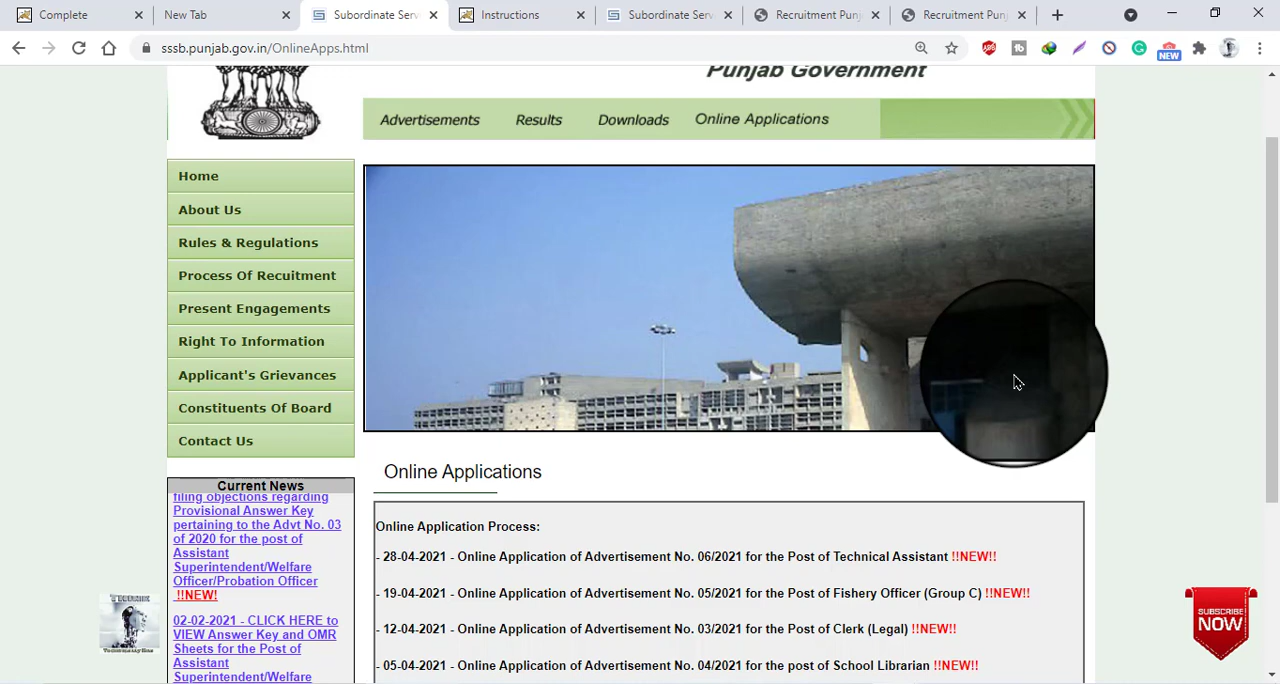 Complete
New Tab
Subordinate Serv
Instructions
Subordinate Serv
Recruitment Punj
Recruitment Punj
sssb.punjab.gov.in/OnlineApps.html
NEW
Punjab Government
Advertisements
Results
Downloads
Online Applications
Home
About Us
Rules & Regulations
Process Of Recuitment
Present Engagements
Right To Information
Applicant's Grievances
Constituents Of Board
Contact Us
Current News
filing objections regarding
Provisional Answer Key
pertaining to the Advt No. 03
of 2020 for the post of
Assistant
Superintendent/Welfare
Officer/Probation Officer
!!NEW!
02-02-2021 - CLICK HERE to
VIEW Answer Key and OMR
Sheets for the Post of
Assistant
Superintendent/Welfare
Online Applications
Online Application Process:
- 28-04-2021 - Online Application of Advertisement No. 06/2021 for the Post of Technical Assistant !!NEW!!
- 19-04-2021 - Online Application of Advertisement No. 05/2021 for the Post of Fishery Officer (Group C) !!NEW!!
- 12-04-2021 - Online Application of Advertisement No. 03/2021 for the Post of Clerk (Legal) !!NEW!!
- 05-04-2021 - Online Application of Advertisement No. 04/2021 for the post of School Librarian !!NEW!!
SUBSCRIBE
NOW